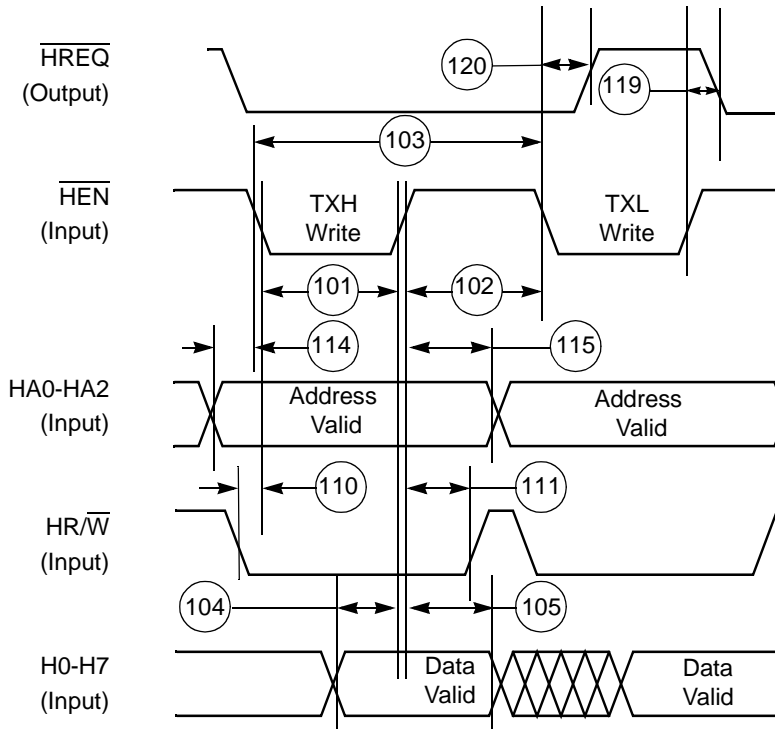 HREQ
(Output)
120
119
103
HEN
(Input)
TXH
Write
TXL
Write
101
102
114
115
HA0-HA2
(Input)
Address
Valid
Address
Valid
110
111
HR/W
(Input)
104
105
H0-H7
(Input)
Data
Valid
Data
Valid